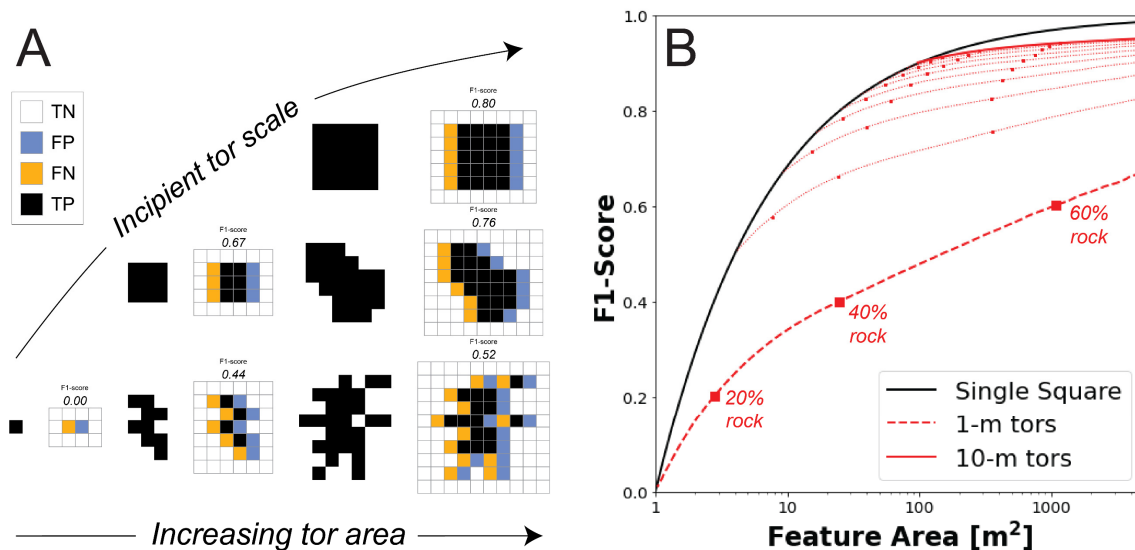 A
TN
FP
FN
TP
Incipient tor scale
F1-score
0.80
F1-score
0.67
0.76
F1-score
0.00
F1-score
0.44
F1-score
0.52
Increasing tor area
B
F1-Score
1.0
0.8
0.6
0.4
0.2
0.0
60%
rock
40%
rock
20%
rock
Single Square
1-m tors
10-m tors
1
10
100
1000
Feature Area [m²]